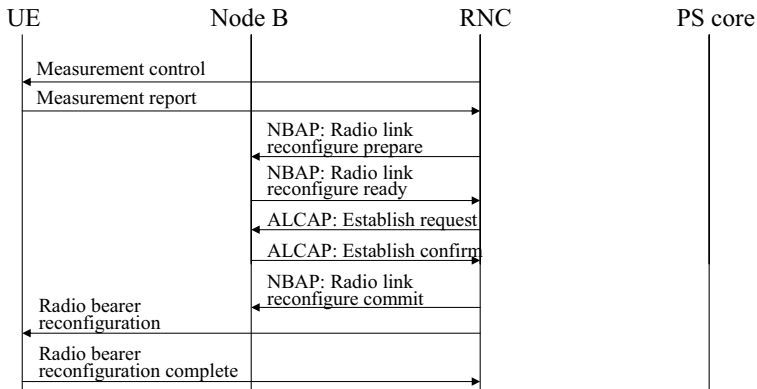 UE Node B RNC PS core
Measurement control
Measurement report
NBAP: Radio link
reconfigure prepare
NBAP: Radio link
reconfigure ready
ALCAP: Establish request
ALCAP: Establish confirm
NBAP: Radio link
reconfigure commit
Radio bearer
reconfiguration
Radio bearer
reconfiguration complete